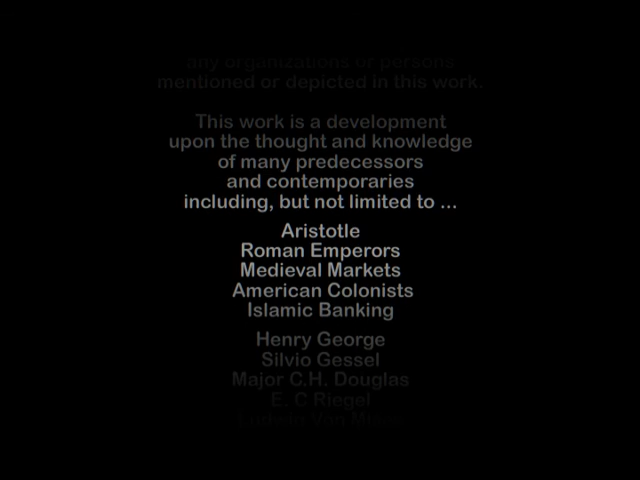 any organizations or persons
mentioned or depicted in this work.
This work is a development
upon the thought and knowledge
of many predecessors
and contemporaries
including, but not limited to ...
Aristotle
Roman Emperors
Medieval Markets
American Colonists
Islamic Banking
Henry George
Silvio Gessel
Major C.H. Douglas
E. C Riegel
Ludwig Von